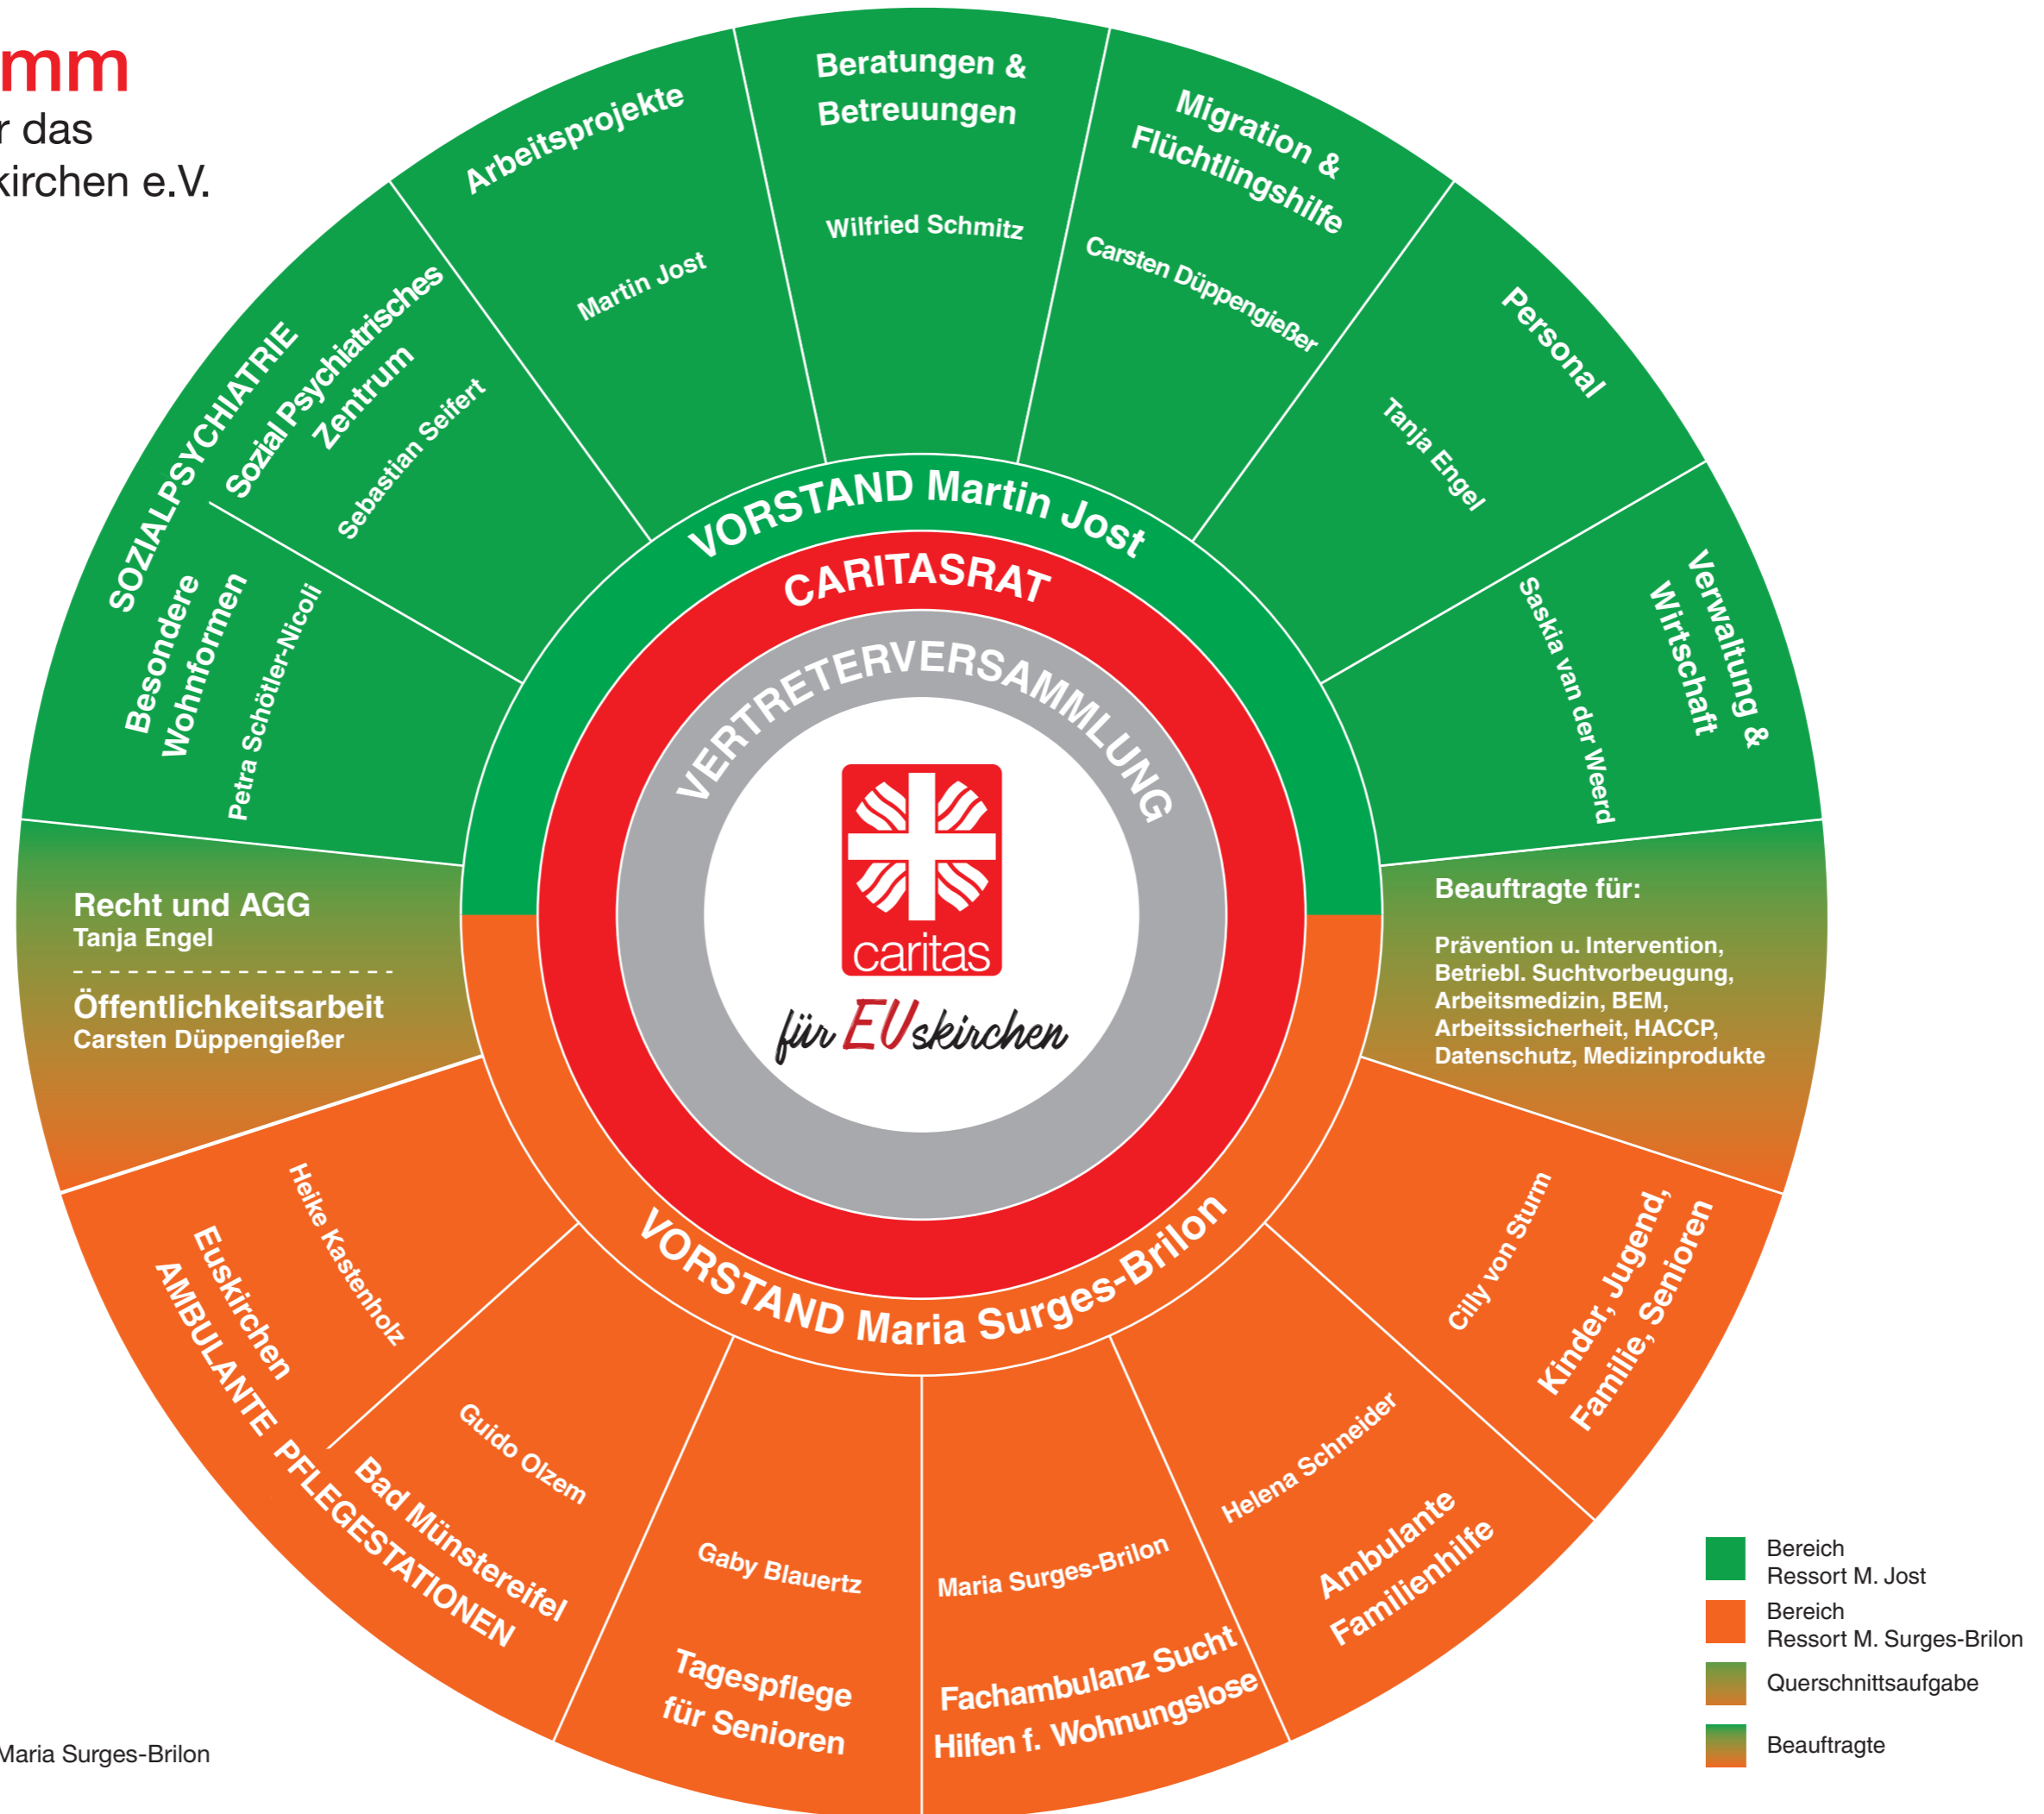 mm
r das
kirchen e.V.
Arbeitsprojekte
Martin Jost
Beratungen &
Betreuungen
Wilfried Schmitz
Migration &
Flüchtlingshilfe
Carsten Düppengießer
Personal
Tanja Engel
Verwaltung &
Wirtschaft
Saskia van der Weerd
SOZIALPSYCHIATRIE
Sozial Psychiatrisches
Zentrum
Sebastian Seifert
Besondere
Wohnformen
Petra Schötler-Nicoli
VORSTAND Martin Jost
CARITASRAT
VERTRETERVERSAMMLUNG
caritas
für EUskirchen
Recht und AGG
Tanja Engel
Öffentlichkeitsarbeit
Carsten Düppengießer
Beauftragte für:
Prävention u. Intervention,
Betriebl. Suchtvorbeugung,
Arbeitsmedizin, BEM,
Arbeitssicherheit, HACCP,
Datenschutz, Medizinprodukte
VORSTAND Maria Surges-Brilon
Heike Kastenholz
Euskirchen
AMBULANTE PFLEGESTATIONEN
Guido Olzem
Bad Münstereifel
Gaby Blauertz
Tagespflege
für Senioren
Maria Surges-Brilon
Fachambulanz Sucht
Hilfen f. Wohnungslose
Helena Schneider
Ambulante
Familienhilfe
Cilly von Sturm
Kinder, Jugend,
Familie, Senioren
Bereich
Ressort M. Jost
Bereich
Ressort M. Surges-Brilon
Querschnittsaufgabe
Beauftragte
Maria Surges-Brilon